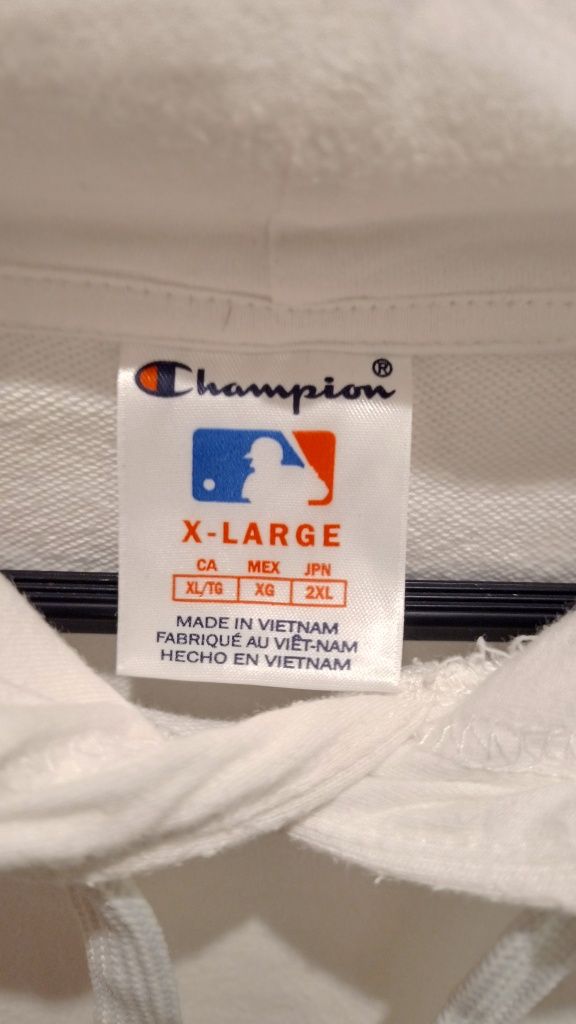 Champion®
X-LARGE
CA MEX JPN
XL/TG XG 2XL
MADE IN VIETNAM
FABRIQUÉ AU VIÊT-NAM
HECHO EN VIETNAM